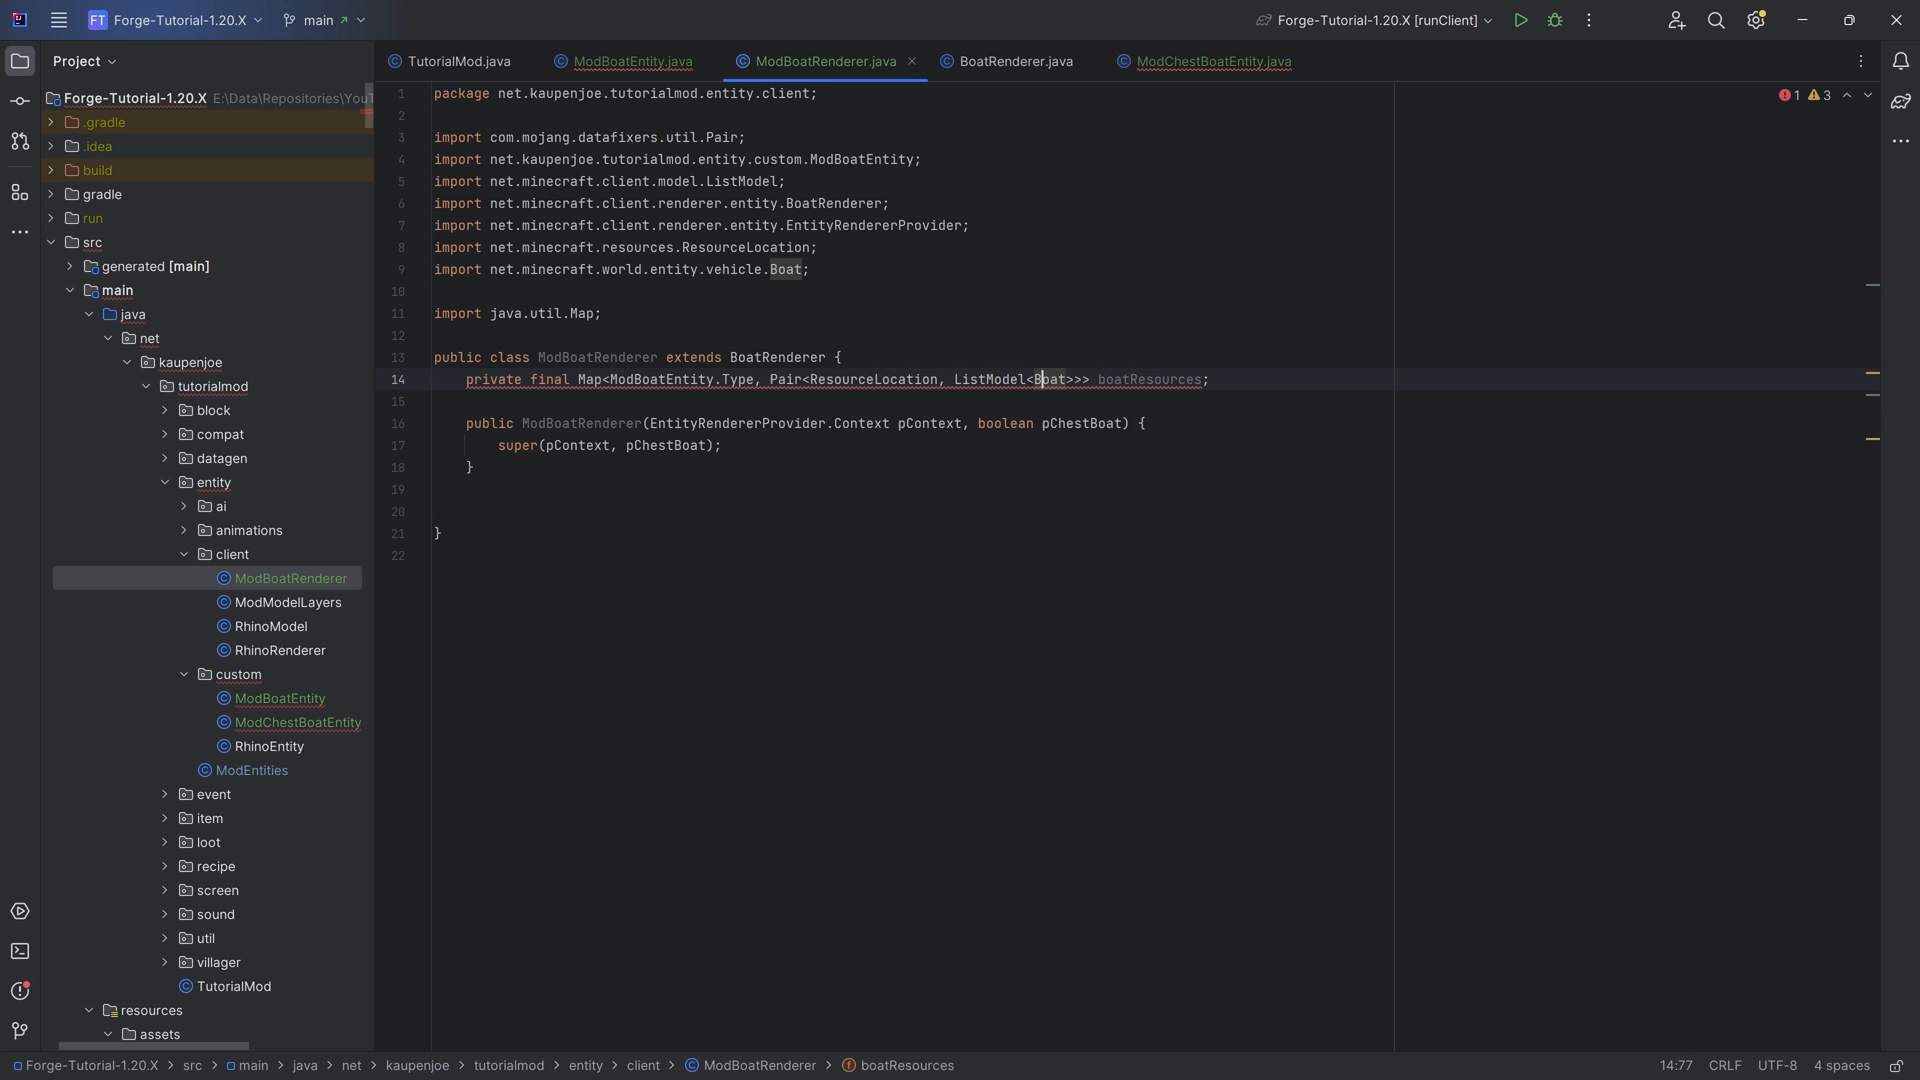 FT Forge-Tutorial-1.20.X main Forge-Tutorial-1.20.X [runClient]
Project
TutorialMod.java ModBoatEntity.java ModBoatRenderer.java BoatRenderer.java ModChestBoatEntity.java
Forge-Tutorial-1.20.X E:\Data\Repositories\YouT
.gradle
.idea
build
gradle
run
src
generated [main]
main
java
net
kaupenjoe
tutorialmod
block
compat
datagen
entity
ai
animations
client
ModBoatRenderer
ModModelLayers
RhinoModel
RhinoRenderer
custom
ModBoatEntity
ModChestBoatEntity
RhinoEntity
ModEntities
event
item
loot
recipe
screen
sound
util
villager
TutorialMod
resources
assets
1 package net.kaupenjoe.tutorialmod.entity.client;
2
3 import com.mojang.datafixers.util.Pair;
4 import net.kaupenjoe.tutorialmod.entity.custom.ModBoatEntity;
5 import net.minecraft.client.model.ListModel;
6 import net.minecraft.client.renderer.entity.BoatRenderer;
7 import net.minecraft.client.renderer.entity.EntityRendererProvider;
8 import net.minecraft.resources.ResourceLocation;
9 import net.minecraft.world.entity.vehicle.Boat;
10
11 import java.util.Map;
12
13 public class ModBoatRenderer extends BoatRenderer {
14 private final Map<ModBoatEntity.Type, Pair<ResourceLocation, ListModel<Boat>>> boatResources;
15
16 public ModBoatRenderer(EntityRendererProvider.Context pContext, boolean pChestBoat) {
17 super(pContext, pChestBoat);
18 }
19
20
21 }
22
1 3
Forge-Tutorial-1.20.X > src > main > java > net > kaupenjoe > tutorialmod > entity > client > ModBoatRenderer > boatResources 14:77 CRLF UTF-8 4 spaces